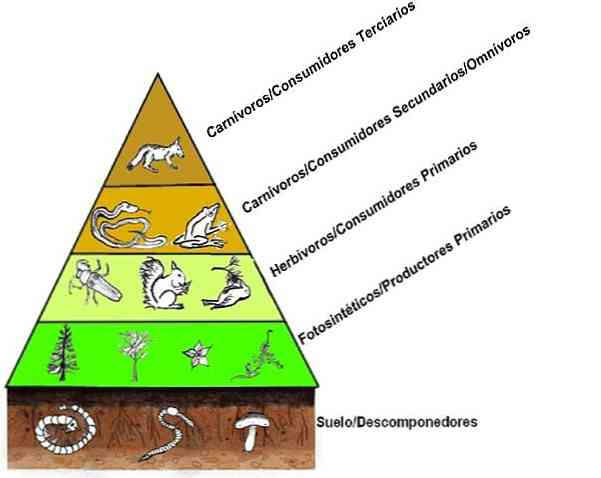 Carnívoros/Consumidores Terciarios
Carnívoros/Consumidores Secundarios/Omnívoros
Herbívoros/Consumidores Primarios
Fotosintéticos/Productores Primarios
Suelo/Descomponedores